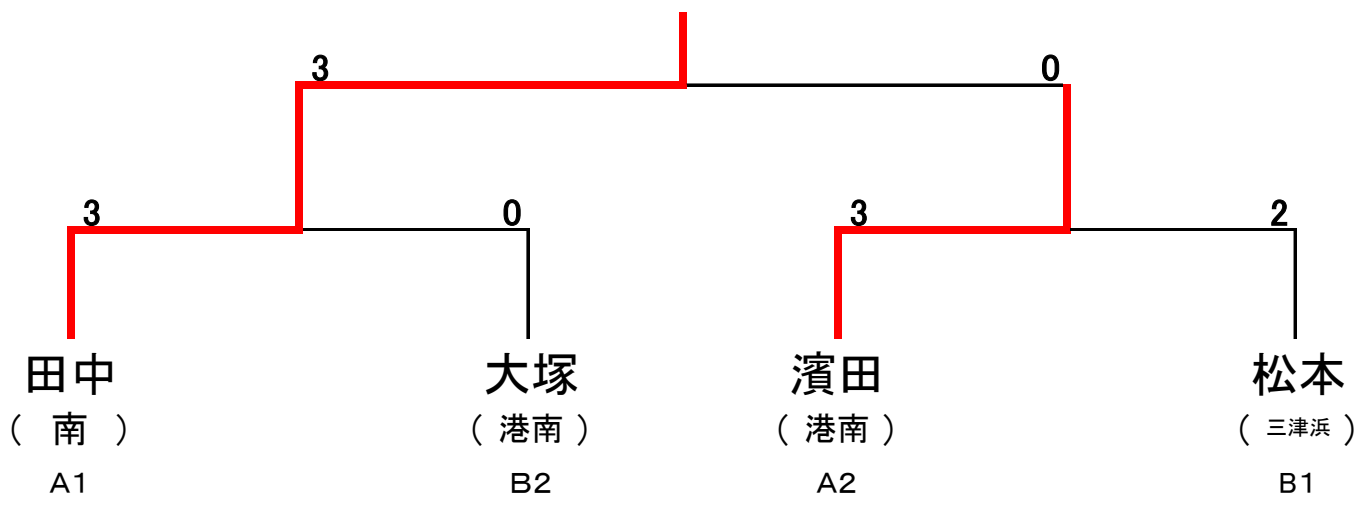 3 0
3 0 3 2
田中 大塚 濱田 松本
( 南 ) ( 港南 ) ( 港南 ) ( 三津浜 )
A1 B2 A2 B1